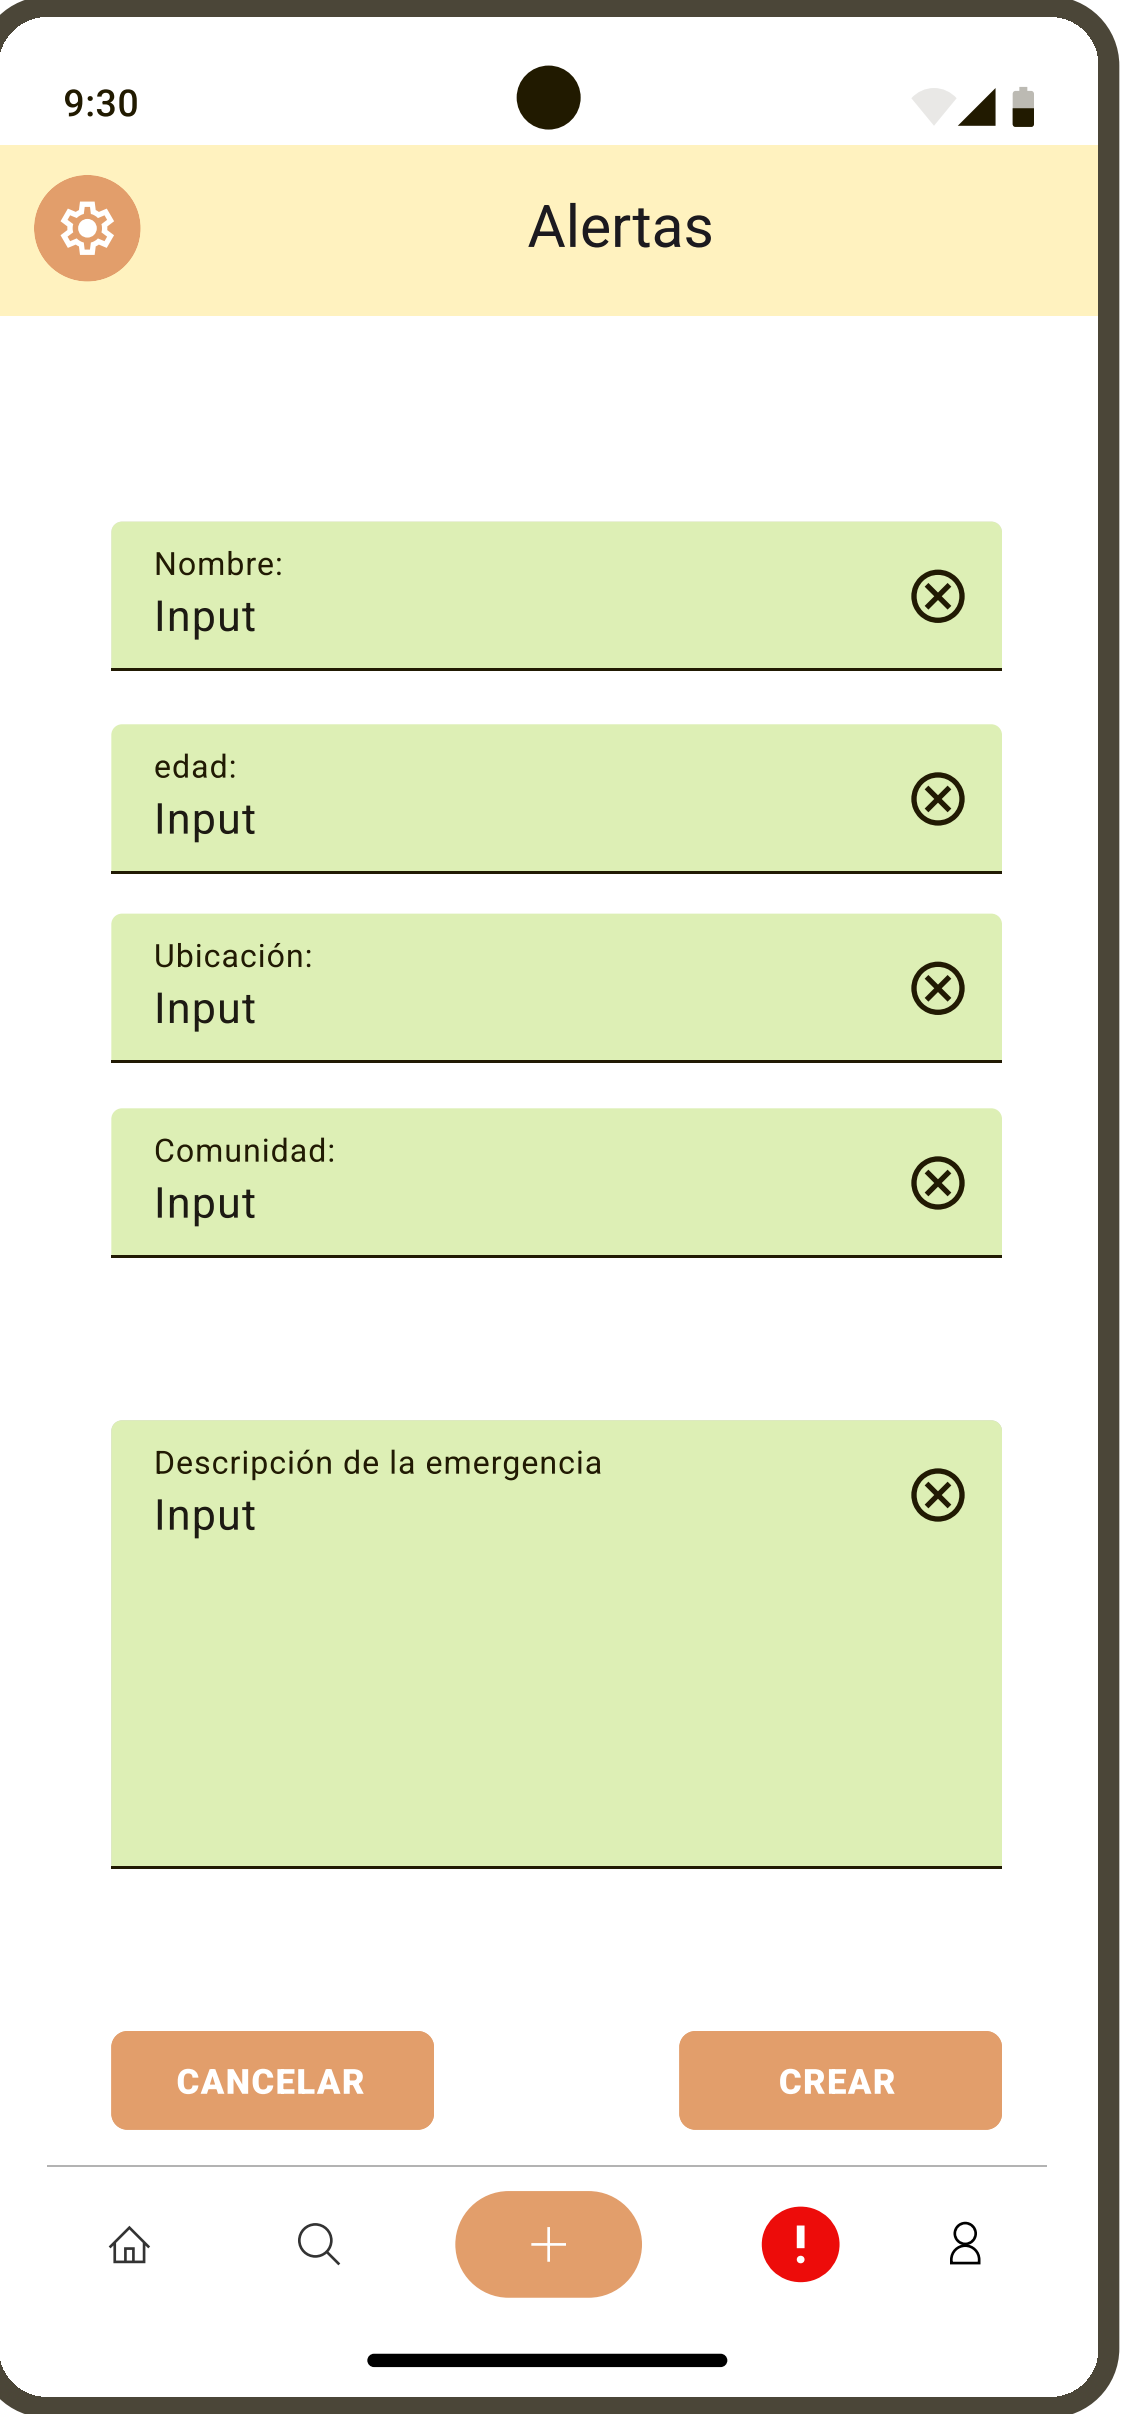 9:30
Alertas
Nombre:
Input
edad:
Input
Ubicación:
Input
Comunidad:
Input
Descripción de la emergencia
Input
CANCELAR
CREAR